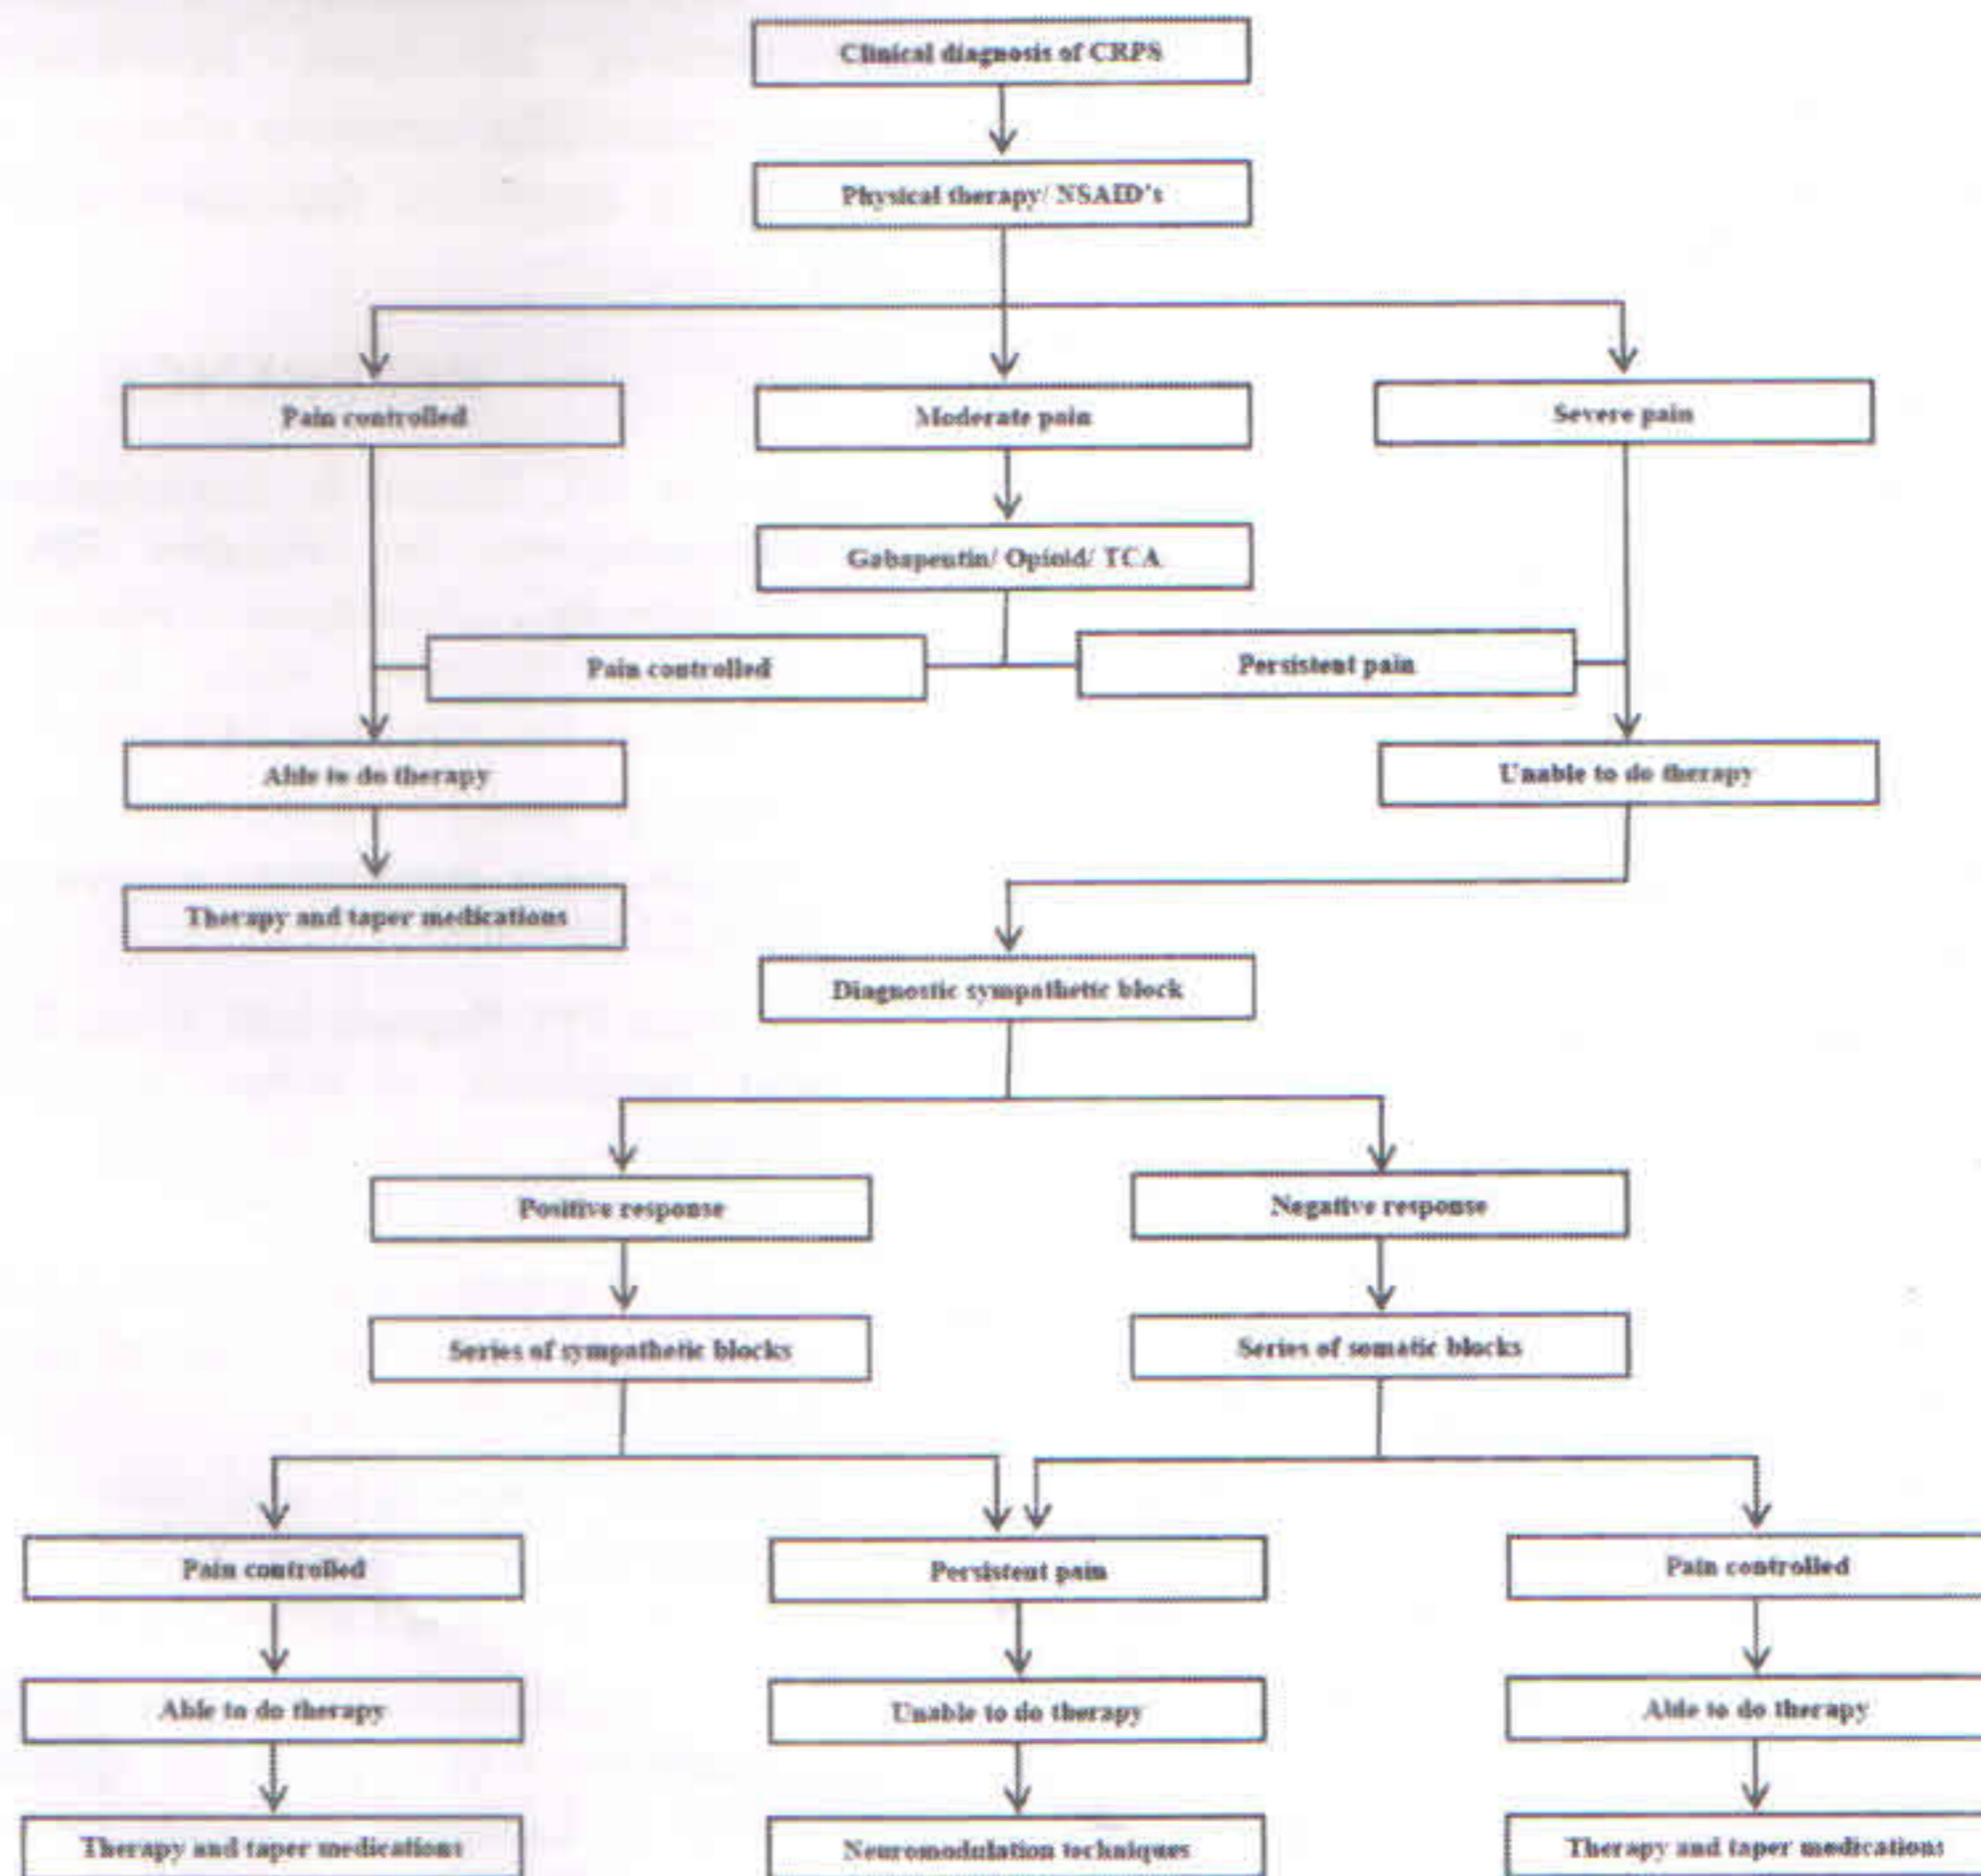 Clinical diagnosis of CRPS
Physical therapy/ NSAID's
Pain controlled
Moderate pain
Severe pain
Gabapentin/ Opioid/ TCA
Pain controlled
Persistent pain
Able to do therapy
Unable to do therapy
Therapy and taper medications
Diagnostic sympathetic block
Positive response
Negative response
Series of sympathetic blocks
Series of somatic blocks
Pain controlled
Persistent pain
Pain controlled
Able to do therapy
Unable to do therapy
Able to do therapy
Therapy and taper medications
Neuromodulation techniques
Therapy and taper medications